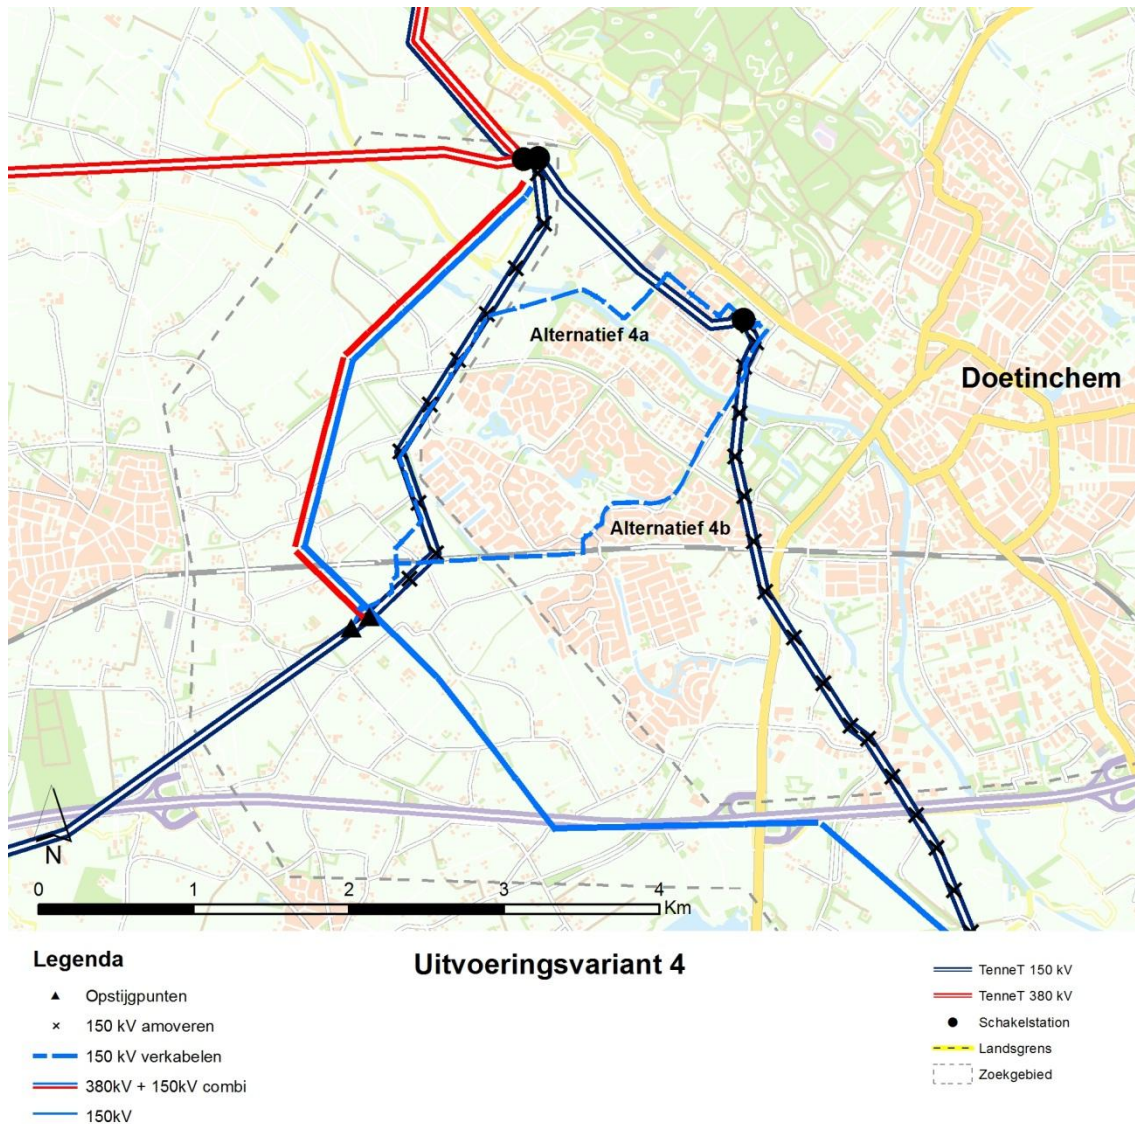 Alternatief 4a
Doetinchem
Alternatief 4b
N
0 1 2 3 4
Km
Uitvoeringsvariant 4
Legenda
Opstijgpunten
150 kV amoveren
150 kV verkabelen
380kV + 150kV combi
150kV
TenneT 150 kV
TenneT 380 kV
Schakelstation
Landsgrens
Zoekgebied